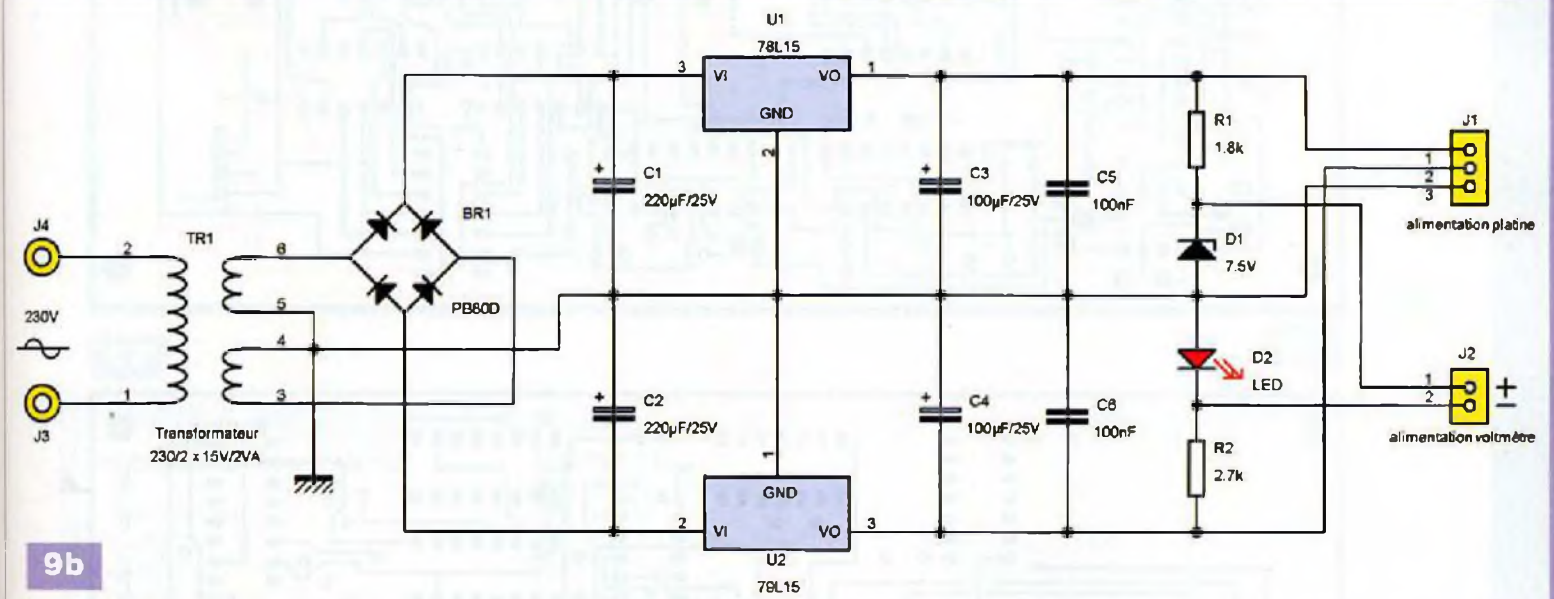 U1
78L15
3
VI
VO
1
GND
2
J1
R1
1.8k
+
C1
220µF/25V
+
C3
100µF/25V
C5
100nF
1
2
3
alimentation platine
J4
2
TR1
6
BR1
D1
7.5V
230V
5
PB80D
4
D2
LED
J2
1
2
+
−
1
3
J3
+
C2
220µF/25V
+
C4
100µF/25V
C6
100nF
alimentation voltmètre
Transformateur
230/2 x 15V/2VA
R2
2.7k
1
GND
2
VI
VO
3
U2
79L15
9b